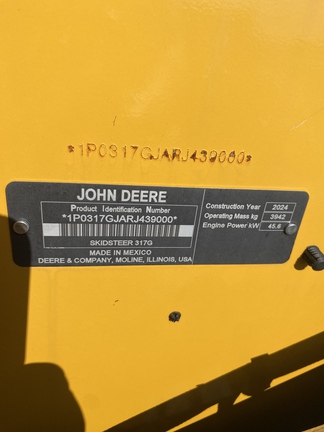 *1P0317GJARJ439000*
JOHN DEERE
Product Identification Number
*1P0317GJARJ439000*
SKIDSTEER 317G
MADE IN MEXICO
DEERE & COMPANY, MOLINE, ILLINOIS, USA
Construction Year 2024
Operating Mass kg 3942
Engine Power kW 45.6